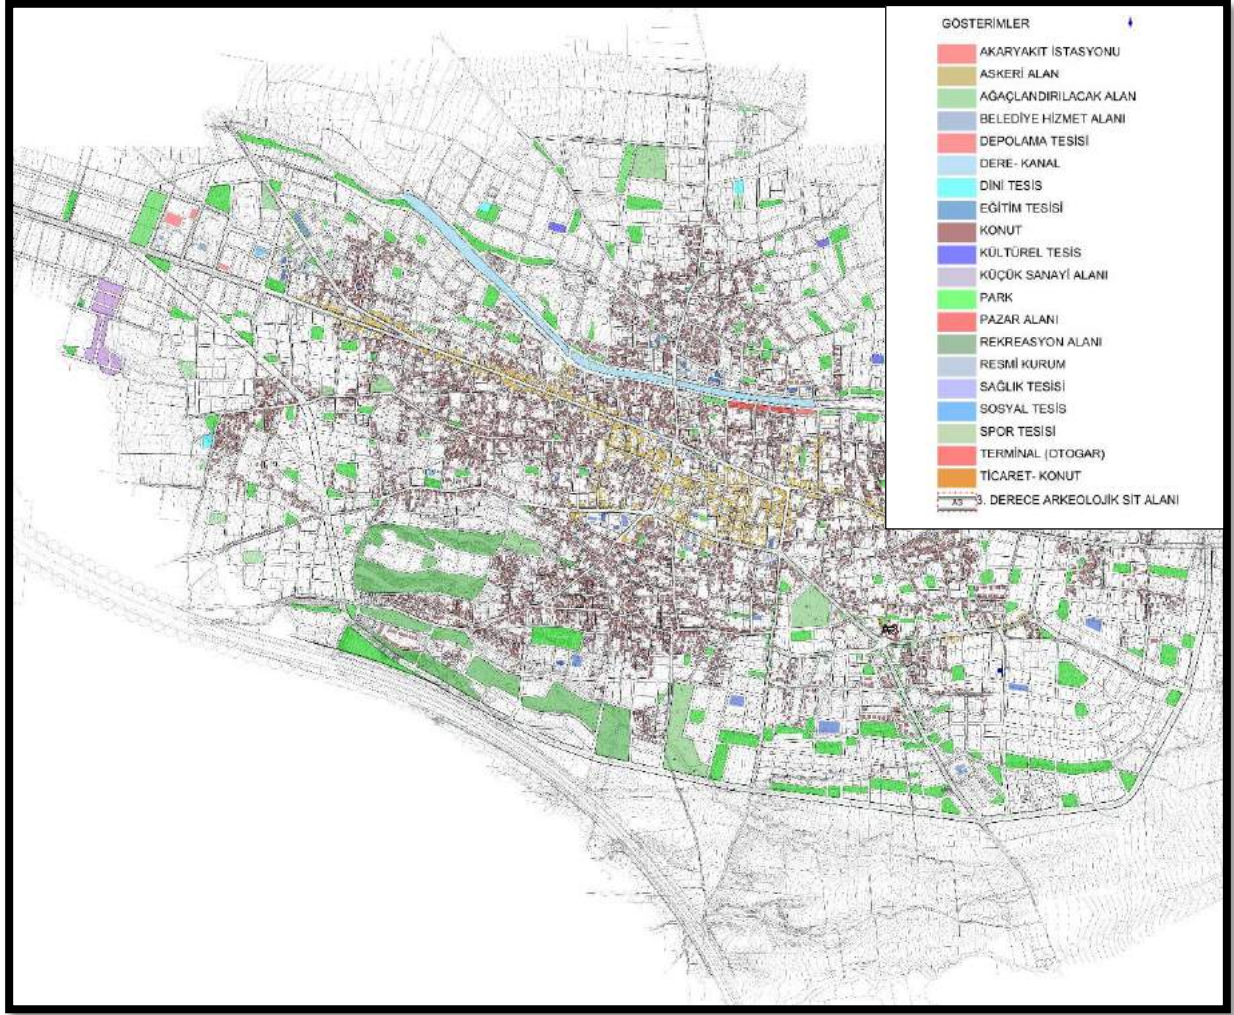 GÖSTERİMLER
AKARYAKIT İSTASYONU
ASKERİ ALAN
AĞAÇLANDIRILACAK ALAN
BELEDİYE HİZMET ALANI
DEPOLAMA TESİSİ
DERE- KANAL
DİNİ TESİS
EĞİTİM TESİSİ
KONUT
KÜLTÜREL TESİS
KÜÇÜK SANAYİ ALANI
PARK
PAZAR ALANI
REKREASYON ALANI
RESMİ KURUM
SAĞLIK TESİSİ
SOSYAL TESİS
SPOR TESİSİ
TERMİNAL (OTOGAR)
TİCARET- KONUT
A3 3. DERECE ARKEOLOJİK SİT ALANI
A3